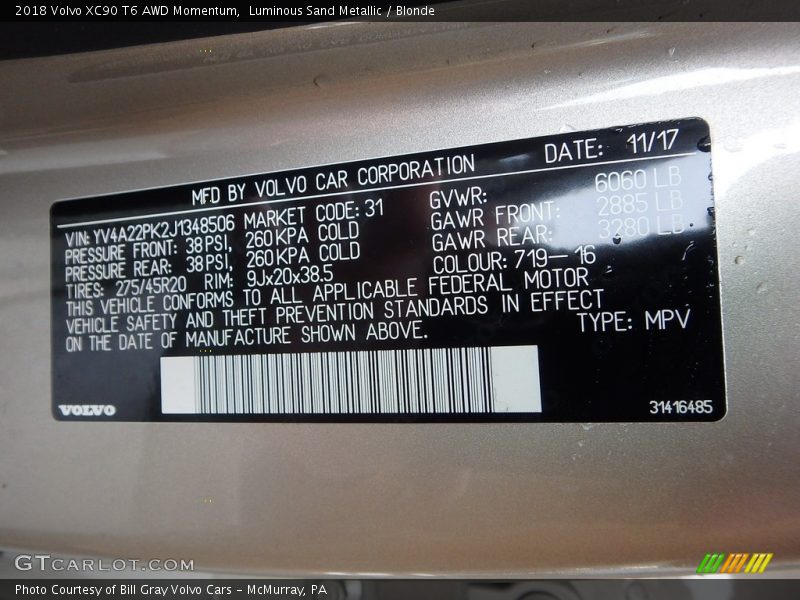 2018 Volvo XC90 T6 AWD Momentum, Luminous Sand Metallic / Blonde
MFD BY VOLVO CAR CORPORATION DATE: 11/17
VIN: YV4A22PK2J1348506 MARKET CODE: 31 GVWR: 6060 LB
PRESSURE FRONT: 38 PSI, 260 KPA COLD GAWR FRONT: 2885 LB
PRESSURE REAR: 38 PSI, 260 KPA COLD GAWR REAR: 3280 LB
TIRES: 275/45R20 RIM: 9Jx20x38.5 COLOUR: 719-16
THIS VEHICLE CONFORMS TO ALL APPLICABLE FEDERAL MOTOR
VEHICLE SAFETY AND THEFT PREVENTION STANDARDS IN EFFECT
ON THE DATE OF MANUFACTURE SHOWN ABOVE. TYPE: MPV
VOLVO 31416485
GTCARLOT.COM
Photo Courtesy of Bill Gray Volvo Cars - McMurray, PA